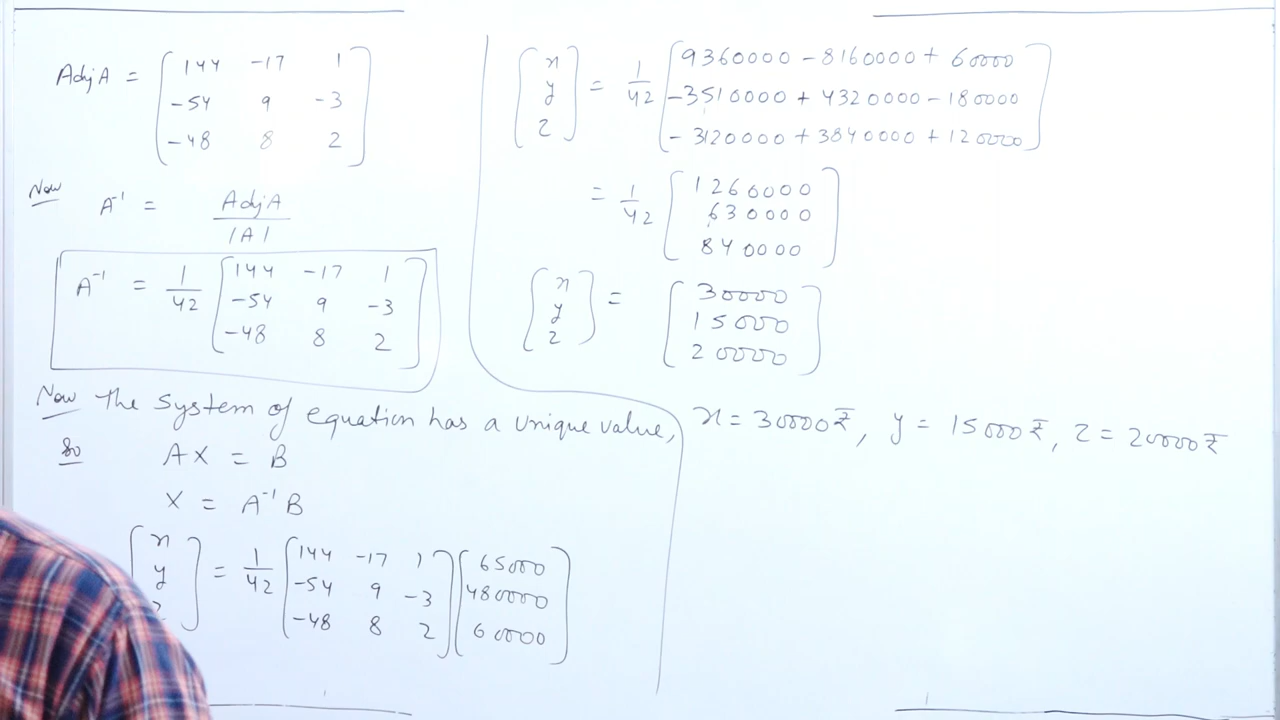 Adj A = [144 -17 1
-54 9 -3
-48 8 2]
Now A⁻¹ = Adj A / |A|
A⁻¹ = 1/42 [144 -17 1
-54 9 -3
-48 8 2]
Now The system of equation has a unique value,
So AX = B
X = A⁻¹ B
[x
y
z] = 1/42 [144 -17 1
-54 9 -3
-48 8 2] [65000
480000
60000]
[x
y
z] = 1/42 [9360000 - 8160000 + 60000
-3510000 + 4320000 - 180000
-3120000 + 3840000 + 120000]
= 1/42 [1260000
630000
840000]
[x
y
z] = [30000
15000
20000]
x = 30000₹, y = 15000₹, z = 20000₹